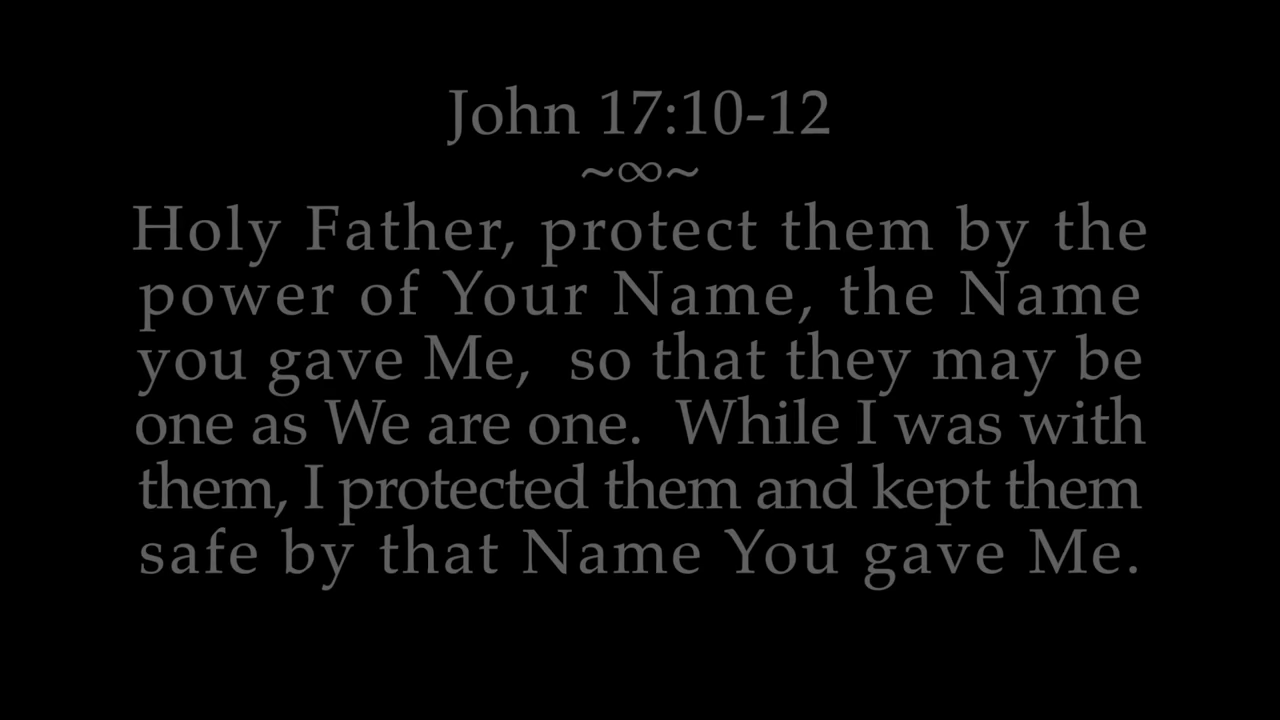 John 17:10-12
~∞~
Holy Father, protect them by the
power of Your Name, the Name
you gave Me, so that they may be
one as We are one. While I was with
them, I protected them and kept them
safe by that Name You gave Me.